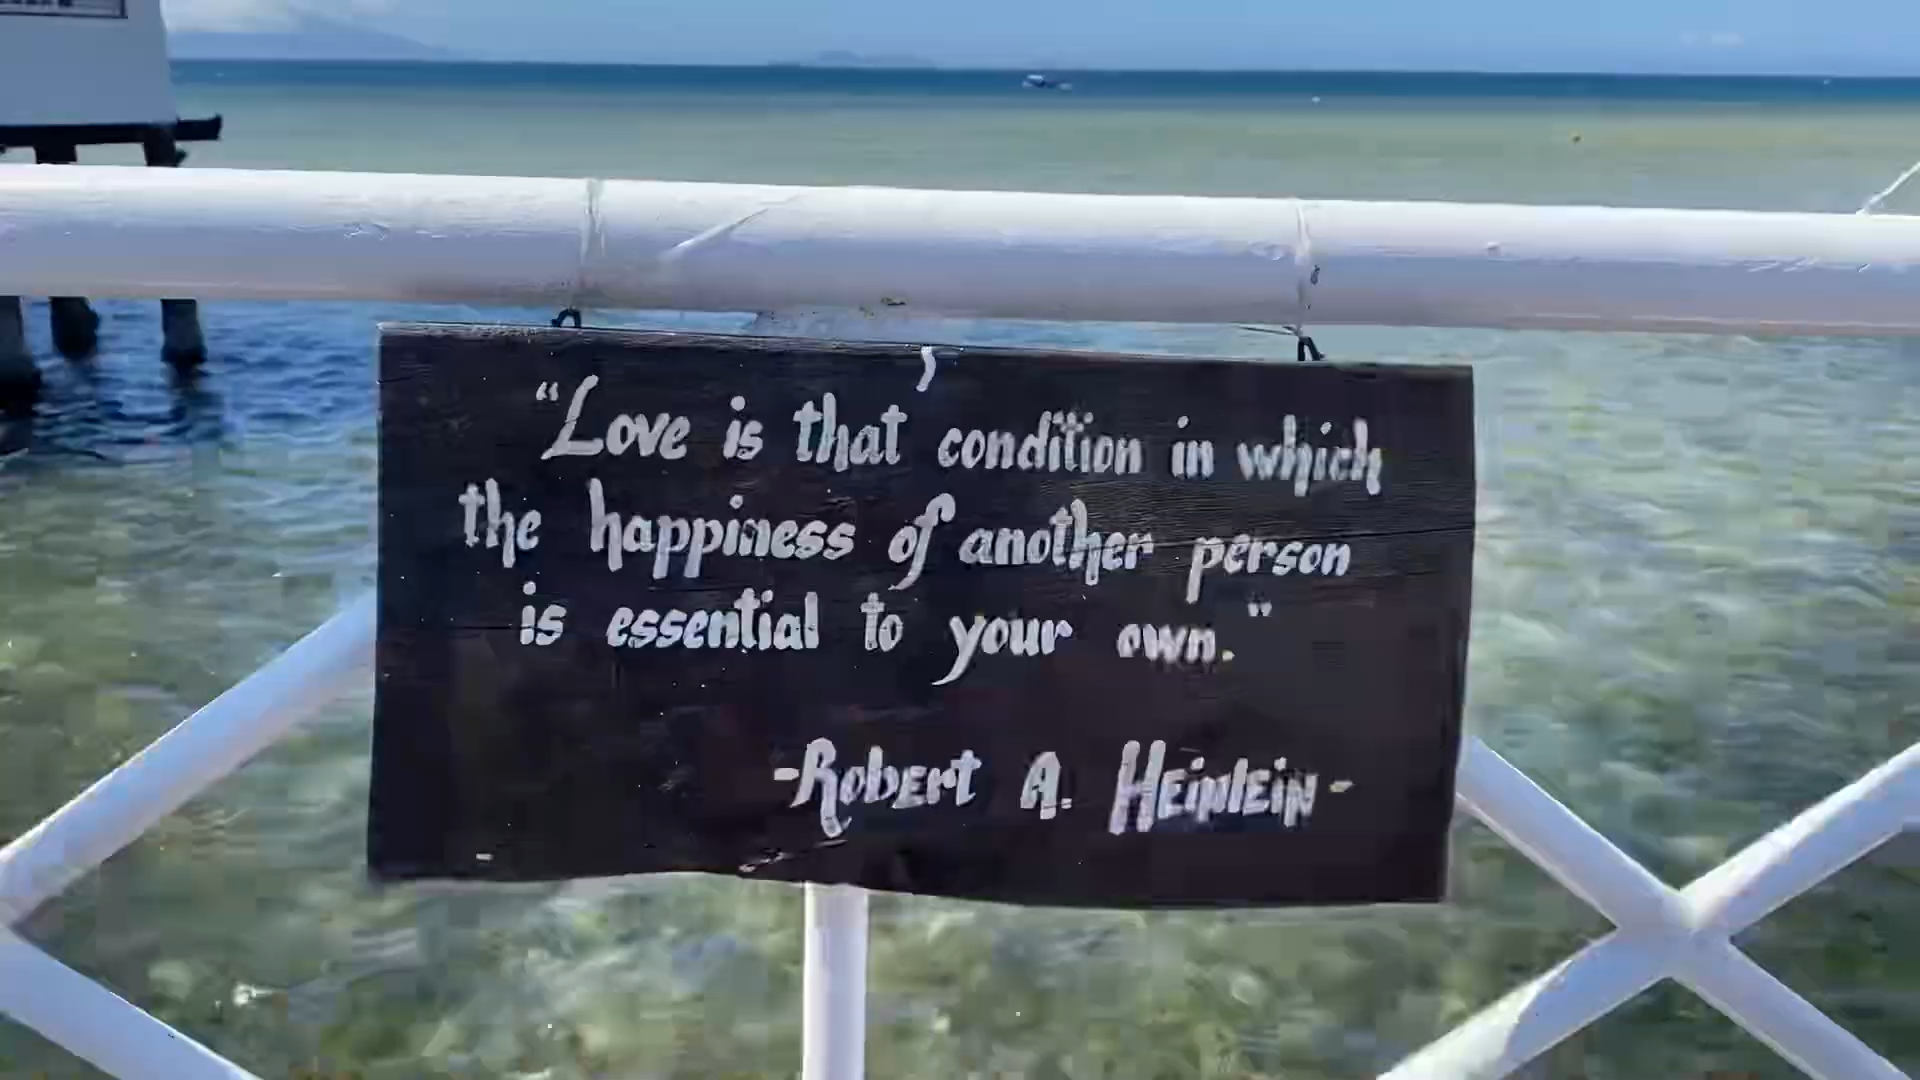 “Love is that condition in which
the happiness of another person
is essential to your own.”
-Robert A. Heinlein-